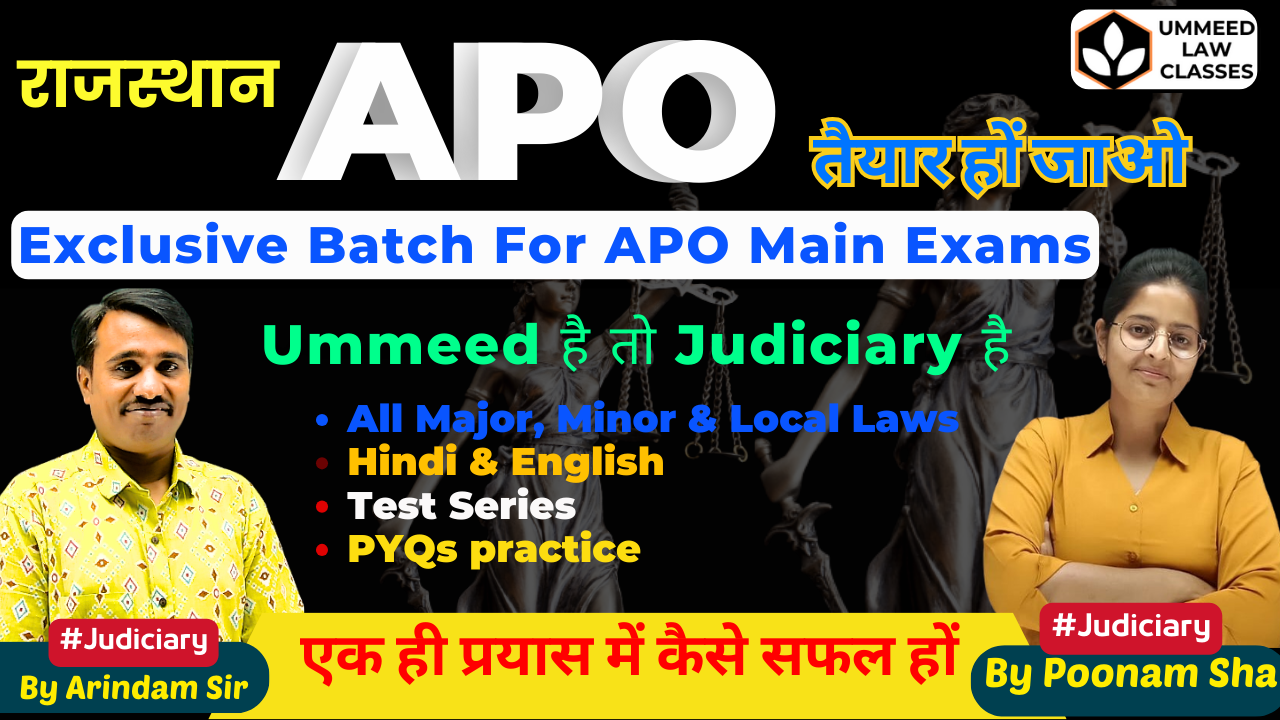 राजस्थान
APO
UMMEED
LAW
CLASSES
तैयार हों जाओ
Exclusive Batch For APO Main Exams
Ummeed है तो Judiciary है
All Major, Minor & Local Laws
Hindi & English
Test Series
PYQs practice
#Judiciary
By Arindam Sir
एक ही प्रयास में कैसे सफल हों
#Judiciary
By Poonam Sha